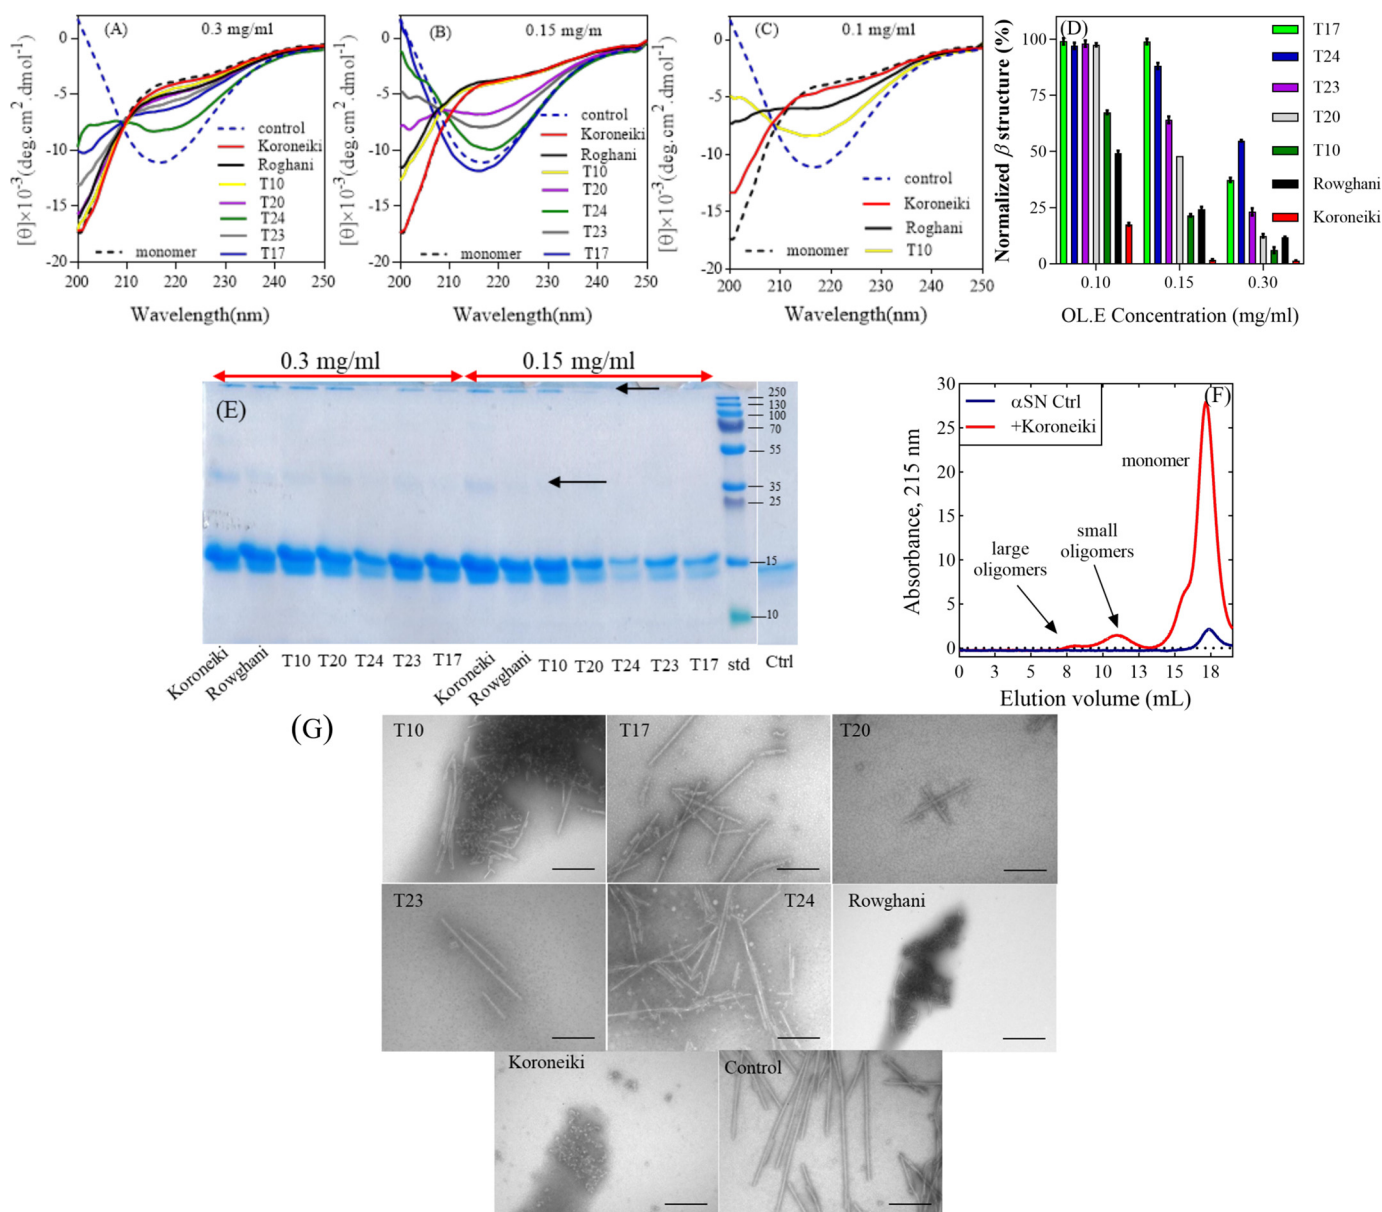 (A) 0.3 mg/ml
0
-5
-10
-15
-20
[θ]×10⁻³ (deg.cm².dmol⁻¹)
control
Koroneiki
Roghani
T10
T20
T24
T23
T17
monomer
200 210 220 230 240 250
Wavelength(nm)
(B) 0.15 mg/m
0
-5
-10
-15
-20
[θ]×10⁻³ (deg.cm².dmol⁻¹)
control
Koroneiki
Roghani
T10
T20
T24
T23
T17
monomer
200 210 220 230 240 250
Wavelength(nm)
(C) 0.1 mg/ml
0
-5
-10
-15
-20
[θ]×10⁻³ (deg.cm².dmol⁻¹)
control
Koroneiki
Roghani
T10
monomer
200 210 220 230 240 250
Wavelength(nm)
(D)
100
75
50
25
0
Normalized β structure (%)
0.10 0.15 0.30
OL.E Concentration (mg/ml)
T17
T24
T23
T20
T10
Rowghani
Koroneiki
0.3 mg/ml 0.15 mg/ml
(E)
250
130
100
70
55
35
25
15
10
Koroneiki Rowghani T10 T20 T24 T23 T17 Koroneiki Rowghani T10 T20 T24 T23 T17 std Ctrl
(F)
αSN Ctrl
+Koroneiki
30
25
20
15
10
5
0
Absorbance, 215 nm
monomer
small
oligomers
large
oligomers
0 3 5 8 10 13 15 18
Elution volume (mL)
(G)
T10 T17 T20
T23 T24 Rowghani
Koroneiki Control